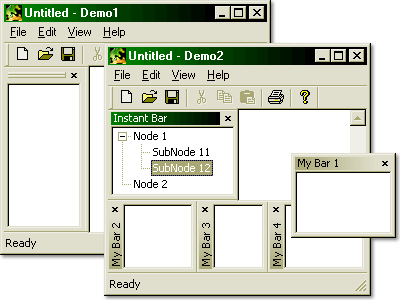 Untitled - Demo1
File Edit View Help
Ready
Untitled - Demo2
File Edit View Help
Instant Bar
Node 1
SubNode 11
SubNode 12
Node 2
My Bar 1
My Bar 2
My Bar 3
My Bar 4
Ready